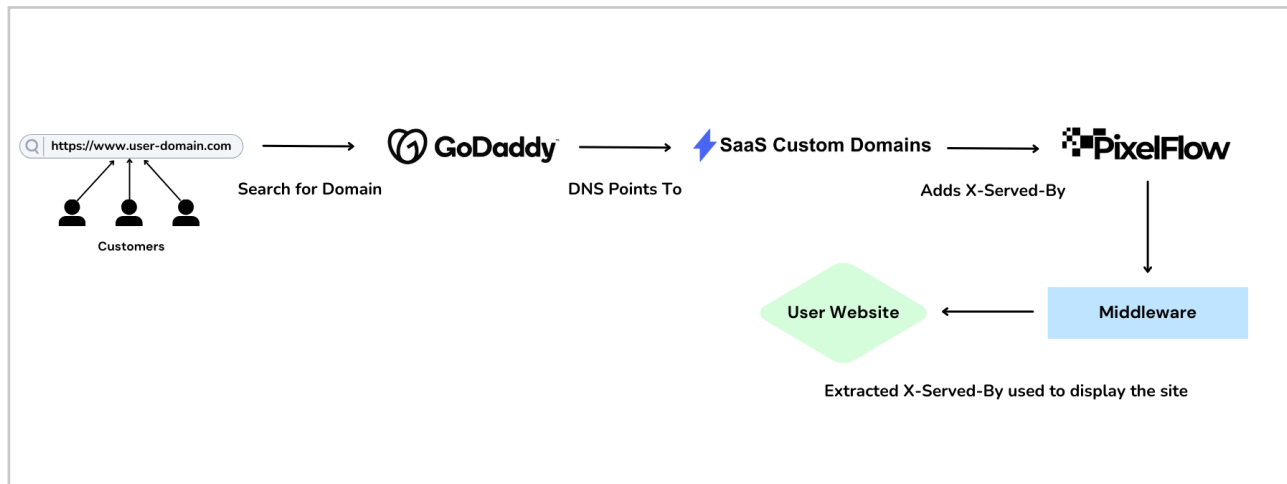 https://www.user-domain.com
Customers
Search for Domain
GoDaddy
DNS Points To
SaaS Custom Domains
Adds X-Served-By
PixelFlow
Middleware
User Website
Extracted X-Served-By used to display the site